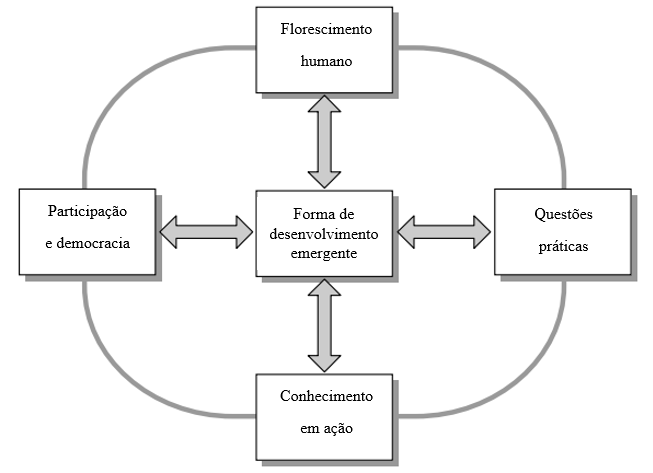 Florescimento
humano
Participação
e democracia
Forma de
desenvolvimento
emergente
Questões
práticas
Conhecimento
em ação